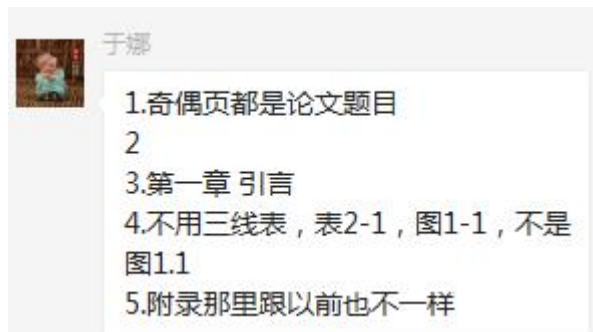 于娜
1.奇偶页都是论文题目
2
3.第一章 引言
4.不用三线表，表2-1，图1-1，不是
图1.1
5.附录那里跟以前也不一样